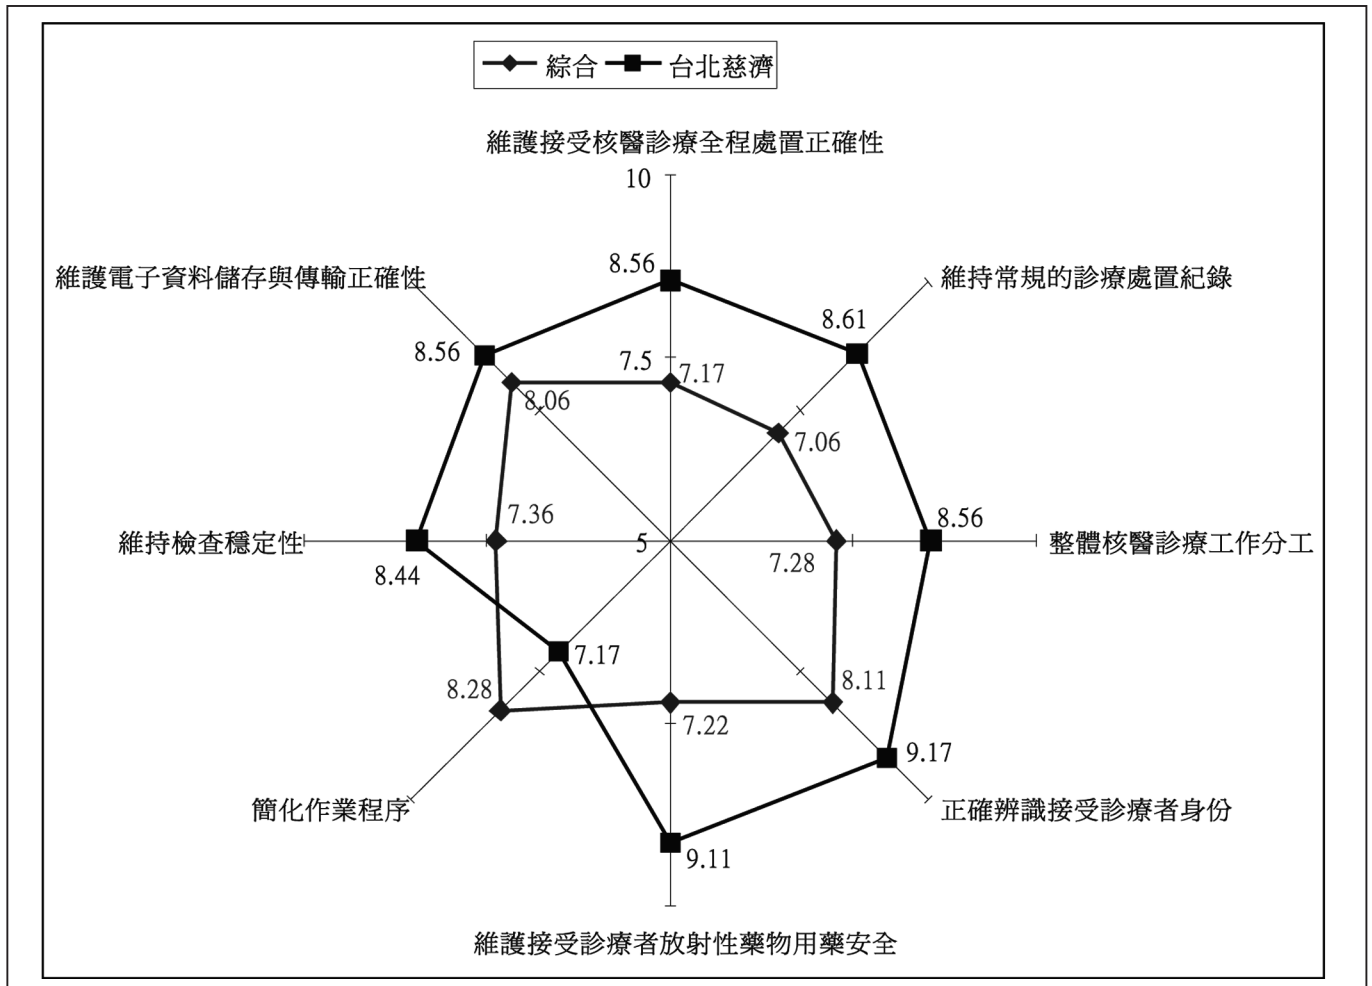 綜合 台北慈濟
維護接受核醫診療全程處置正確性
10
維護電子資料儲存與傳輸正確性
維持常規的診療處置紀錄
8.56
8.61
8.56
7.5
7.17
8.06
7.06
維持檢查穩定性
7.36
5
8.56
整體核醫診療工作分工
8.44
7.28
7.17
8.28
8.11
7.22
9.17
簡化作業程序
正確辨識接受診療者身份
9.11
維護接受診療者放射性藥物用藥安全